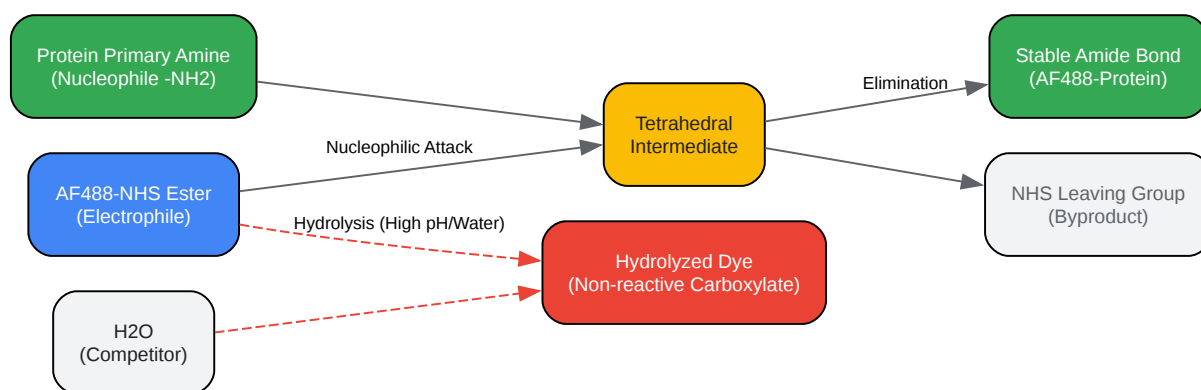 Protein Primary Amine
(Nucleophile -NH2)
Stable Amide Bond
(AF488-Protein)
Elimination
Tetrahedral
Intermediate
Nucleophilic Attack
AF488-NHS Ester
(Electrophile)
NHS Leaving Group
(Byproduct)
Hydrolysis (High pH/Water)
Hydrolyzed Dye
(Non-reactive Carboxylate)
H2O
(Competitor)